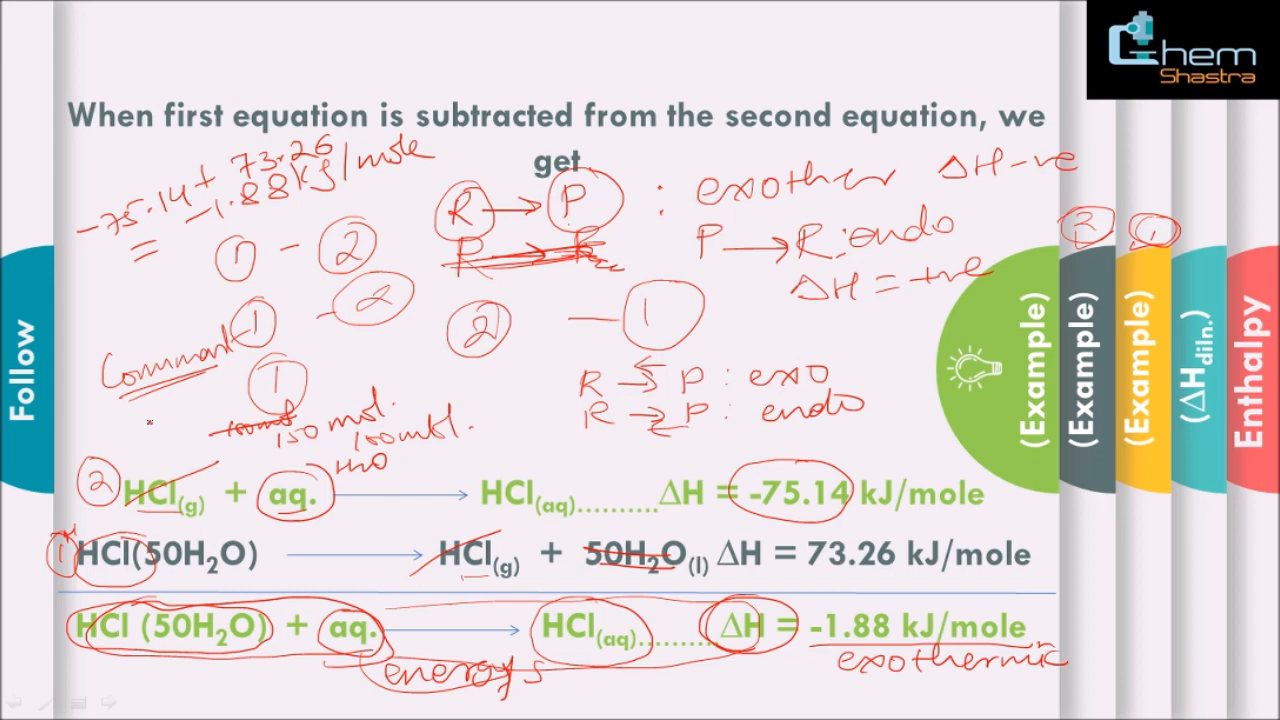 Chem
Shastra
When first equation is subtracted from the second equation, we
get
-75.14 + 73.26
= -1.88 kJ/mole
R → P : exother ΔH -ve
R → P
P → R : endo
ΔH = +ve
① - ②
① - ②
② - ①
Command
①
R → P : exo
R → P : endo
150 mol.
100 mol.
H₂O
② HCl(g) + aq. → HCl(aq)..........ΔH = -75.14 kJ/mole
① HCl(50H₂O) → HCl(g) + 50H₂O(l) ΔH = 73.26 kJ/mole
HCl (50H₂O) + aq. → HCl(aq)..........ΔH = -1.88 kJ/mole
energy
exothermic
Follow
② ①
(Example)
(Example)
(Example)
(ΔHdiln.)
Enthalpy